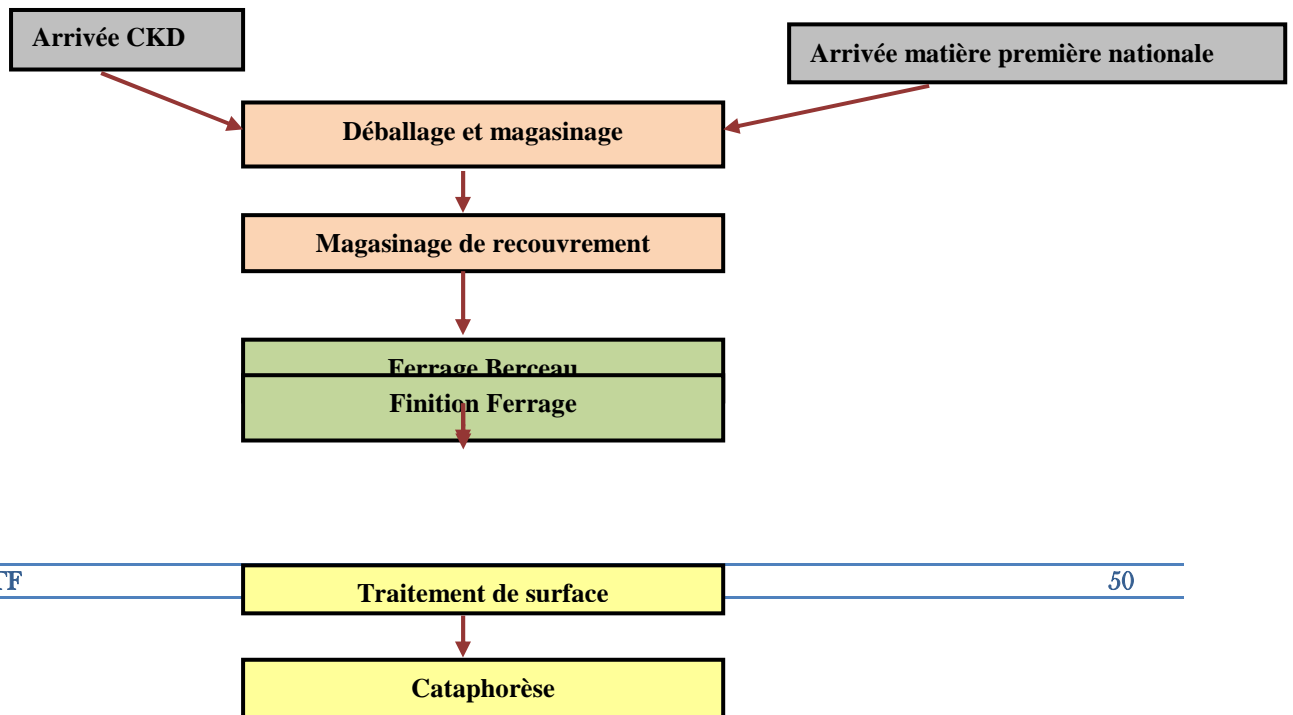 Arrivée CKD
Arrivée matière première nationale
Déballage et magasinage
Magasinage de recouvrement
Ferrage Berceau
Finition Ferrage
TF
50
Traitement de surface
Cataphorèse